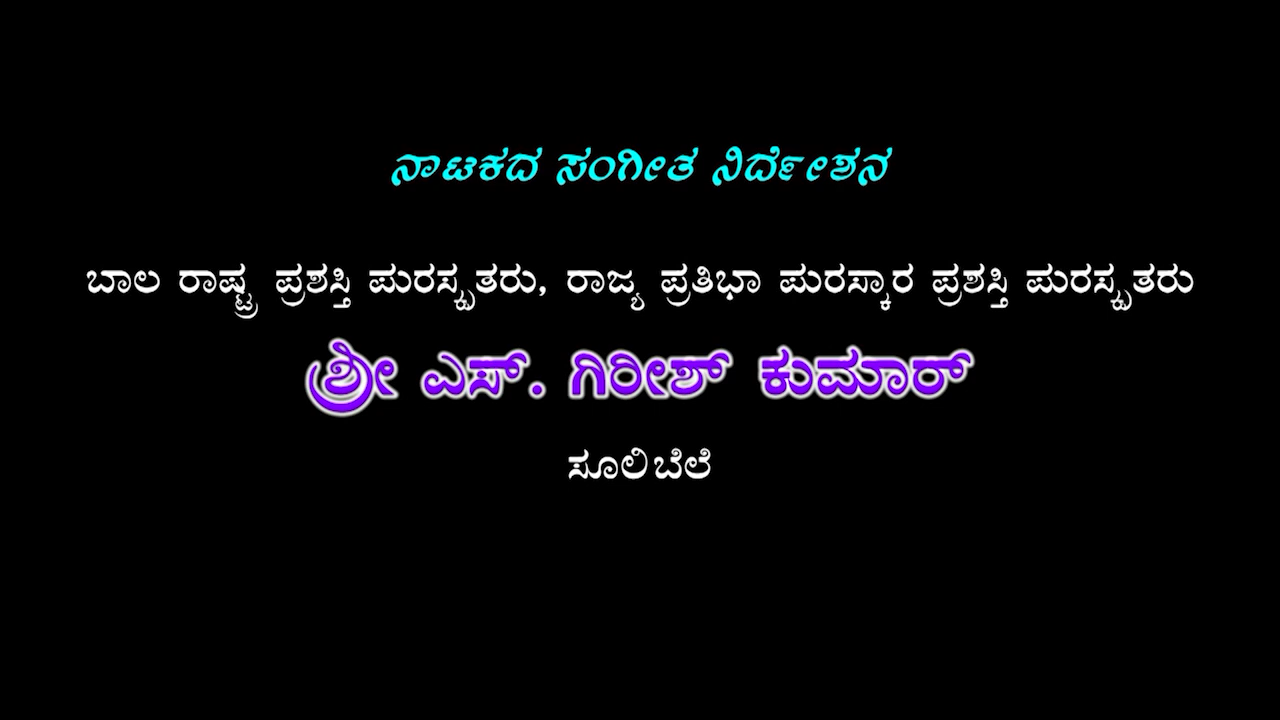 ನಾಟಕದ ಸಂಗೀತ ನಿರ್ದೇಶನ
ಬಾಲ ರಾಷ್ಟ್ರ ಪ್ರಶಸ್ತಿ ಪುರಸ್ಕೃತರು, ರಾಜ್ಯ ಪ್ರತಿಭಾ ಪುರಸ್ಕಾರ ಪ್ರಶಸ್ತಿ ಪುರಸ್ಕೃತರು
ಶ್ರೀ ಎಸ್. ಗಿರೀಶ್ ಕುಮಾರ್
ಸೂಲಿಬೆಲೆ